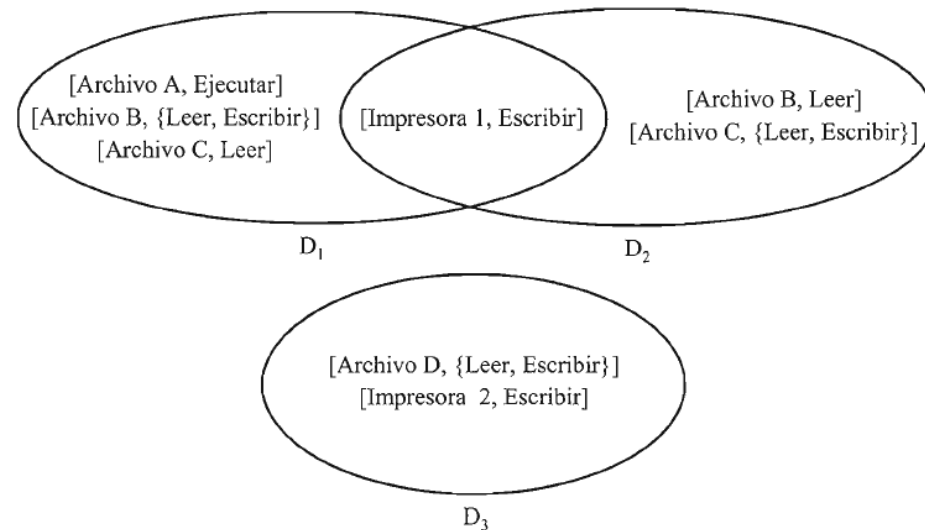 [Archivo A, Ejecutar]
[Archivo B, {Leer, Escribir}]
[Archivo C, Leer]
[Impresora 1, Escribir]
[Archivo B, Leer]
[Archivo C, {Leer, Escribir}]
D₁
D₂
[Archivo D, {Leer, Escribir}]
[Impresora 2, Escribir]
D₃